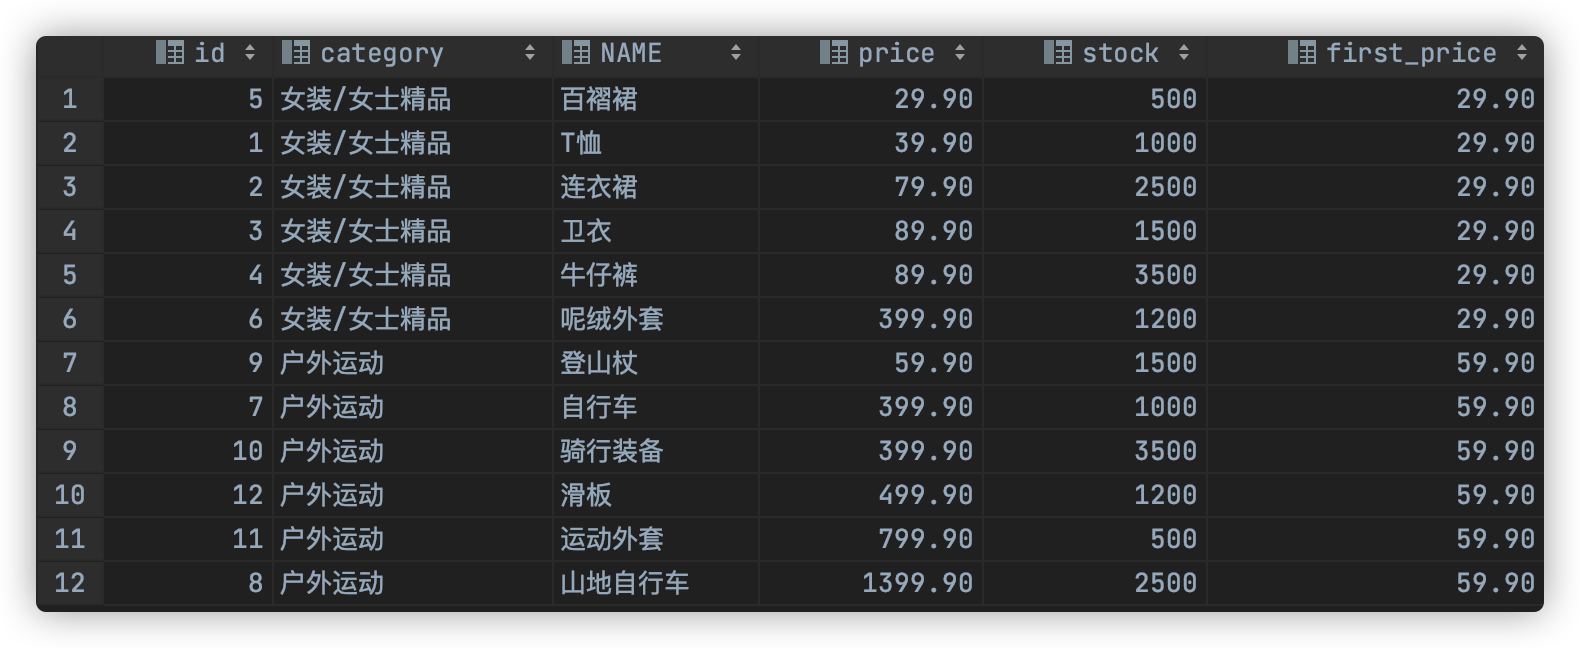 id category NAME price stock first_price
1 5 女装/女士精品 百褶裙 29.90 500 29.90
2 1 女装/女士精品 T恤 39.90 1000 29.90
3 2 女装/女士精品 连衣裙 79.90 2500 29.90
4 3 女装/女士精品 卫衣 89.90 1500 29.90
5 4 女装/女士精品 牛仔裤 89.90 3500 29.90
6 6 女装/女士精品 呢绒外套 399.90 1200 29.90
7 9 户外运动 登山杖 59.90 1500 59.90
8 7 户外运动 自行车 399.90 1000 59.90
9 10 户外运动 骑行装备 399.90 3500 59.90
10 12 户外运动 滑板 499.90 1200 59.90
11 11 户外运动 运动外套 799.90 500 59.90
12 8 户外运动 山地自行车 1399.90 2500 59.90